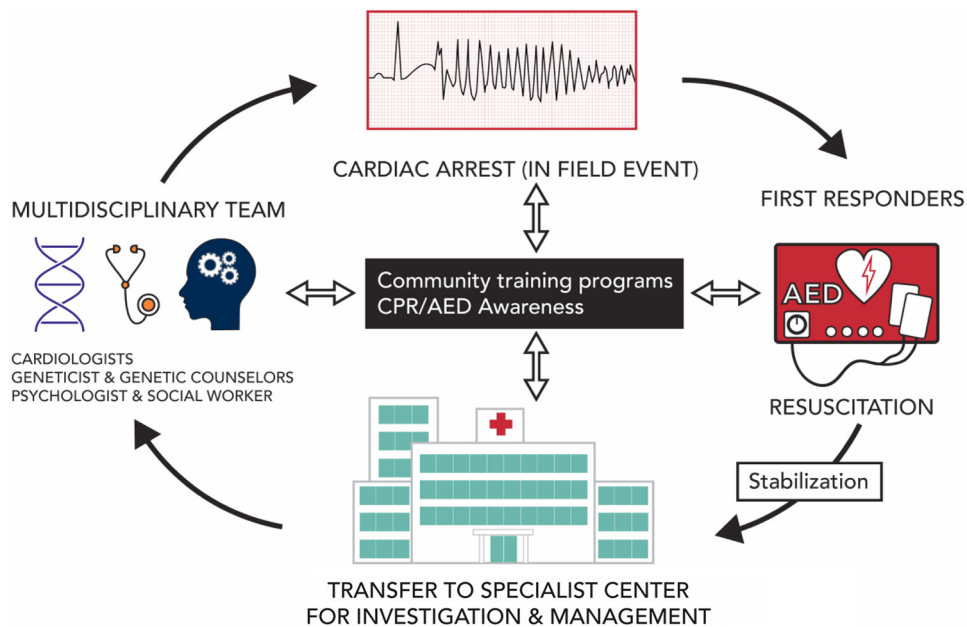 CARDIAC ARREST (IN FIELD EVENT)
MULTIDISCIPLINARY TEAM
FIRST RESPONDERS
Community training programs
CPR/AED Awareness
AED
CARDIOLOGISTS
GENETICIST & GENETIC COUNSELORS
PSYCHOLOGIST & SOCIAL WORKER
RESUSCITATION
Stabilization
TRANSFER TO SPECIALIST CENTER
FOR INVESTIGATION & MANAGEMENT